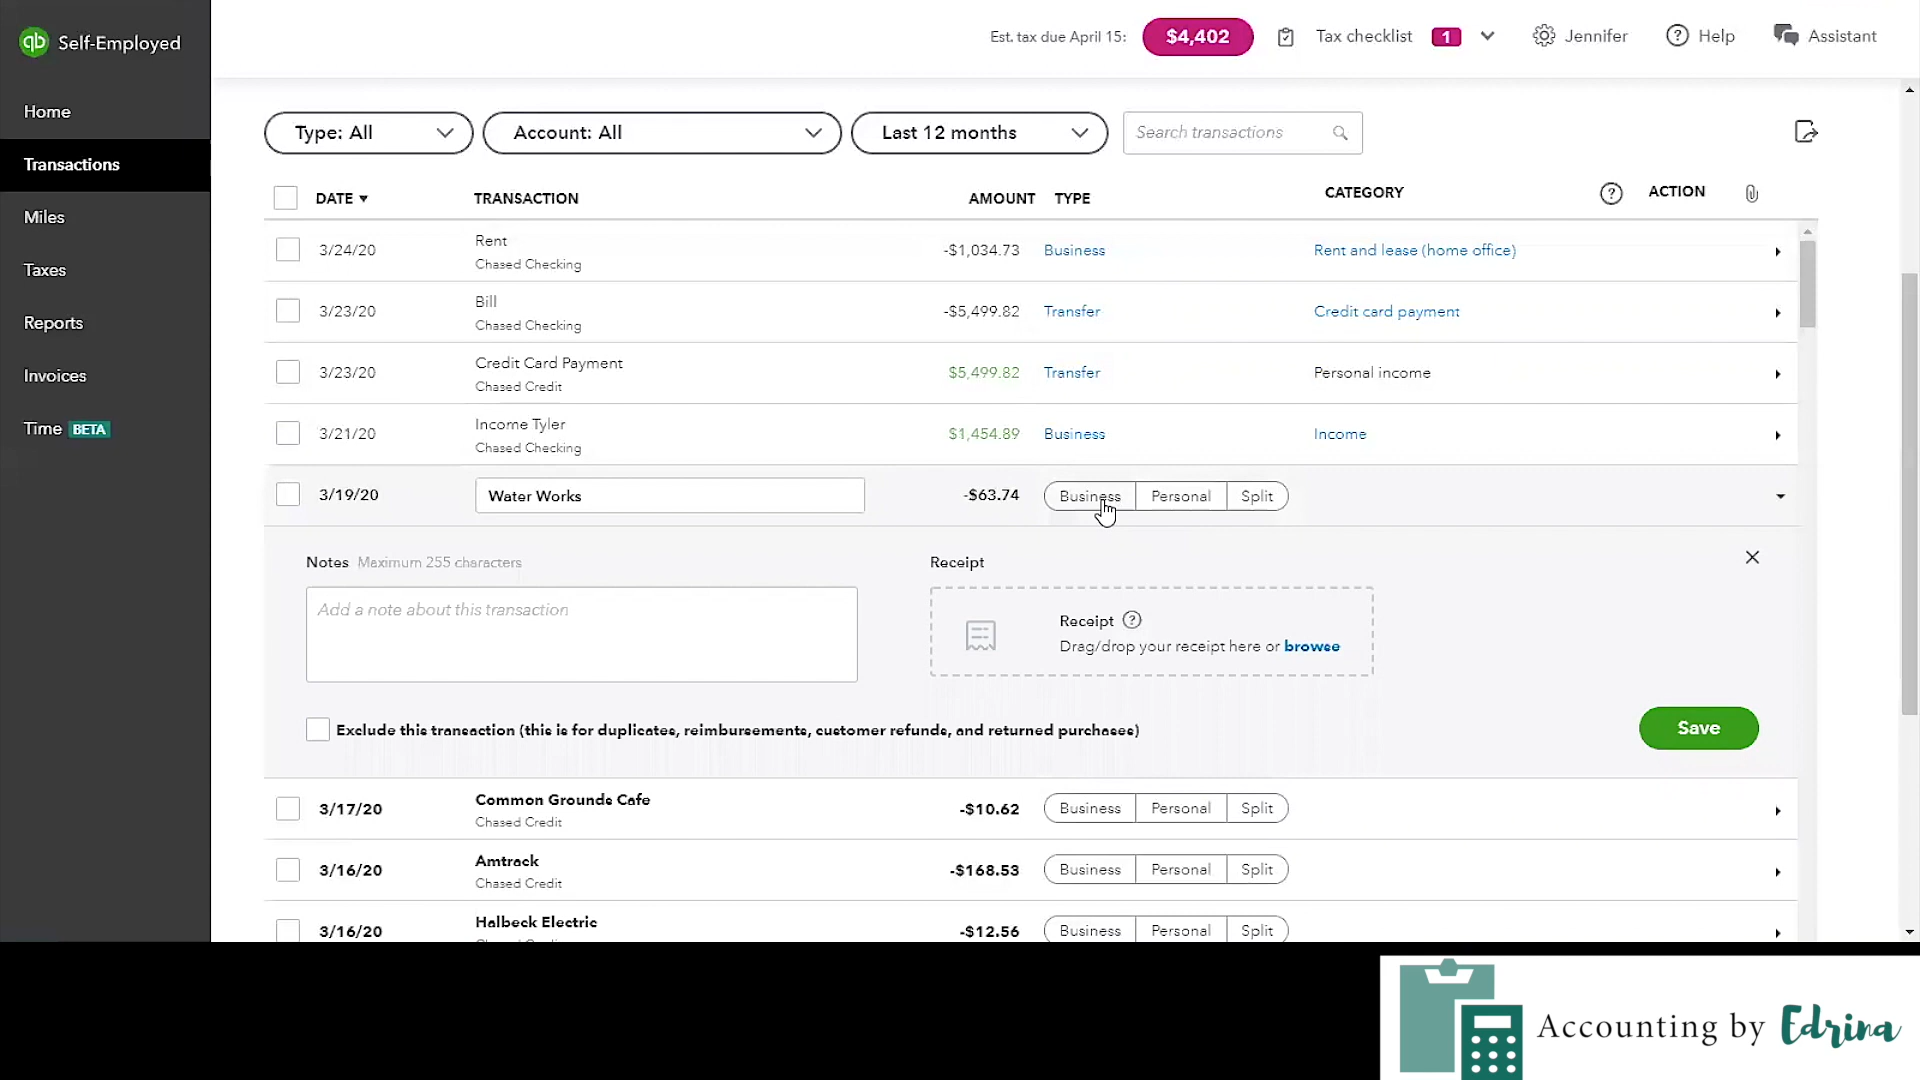 qb Self-Employed
Est. tax due April 15: $4,402 Tax checklist 1 Jennifer Help Assistant
Home
Transactions
Miles
Taxes
Reports
Invoices
Time BETA
Type: All Account: All Last 12 months Search transactions
DATE TRANSACTION AMOUNT TYPE CATEGORY ? ACTION
3/24/20 Rent -$1,034.73 Business Rent and lease (home office)
Chased Checking
3/23/20 Bill -$5,499.82 Transfer Credit card payment
Chased Checking
3/23/20 Credit Card Payment $5,499.82 Transfer Personal income
Chased Credit
3/21/20 Income Tyler $1,454.89 Business Income
Chased Checking
3/19/20 Water Works -$63.74 Business Personal Split
Notes Maximum 255 characters Receipt
Add a note about this transaction
Receipt ?
Drag/drop your receipt here or browse
Exclude this transaction (this is for duplicates, reimbursements, customer refunds, and returned purchases)
Save
3/17/20 Common Grounds Cafe -$10.62 Business Personal Split
Chased Credit
3/16/20 Amtrack -$168.53 Business Personal Split
Chased Credit
3/16/20 Halbeck Electric -$12.56 Business Personal Split
Accounting by Edrina